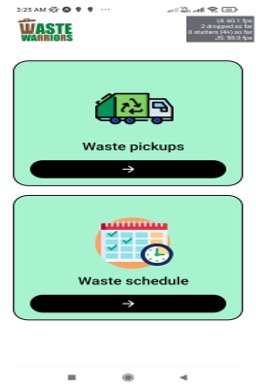 3:25 AM
WASTE
WARRIORS
UI: 60.1 fps
2 dropped so far
0 stutters (4+) so far
JS: 58.0 fps
Waste pickups
Waste schedule